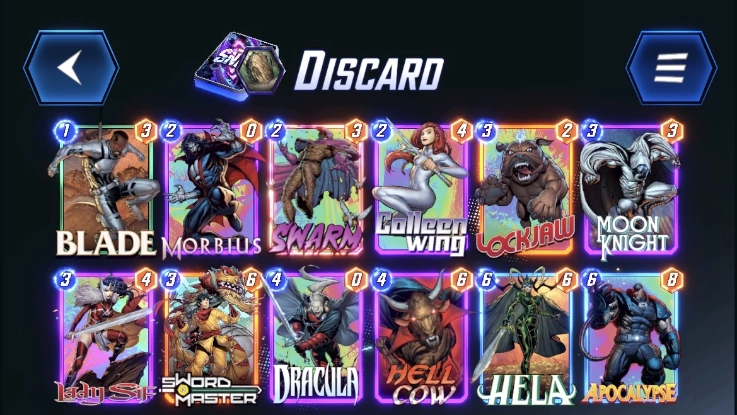 SN
DISCARD
1 3
2 0
2 3
2 4
3 2
3 3
BLADE
MORBIUS
SWARM
Colleen
wing
LOCKJAW
MOON
KNIGHT
3 4
3 6
4 0
4 6
6 6
6 8
Lady Sif
SWORD
MASTER
DRACULA
HELL
COW
HELA
APOCALYPSE